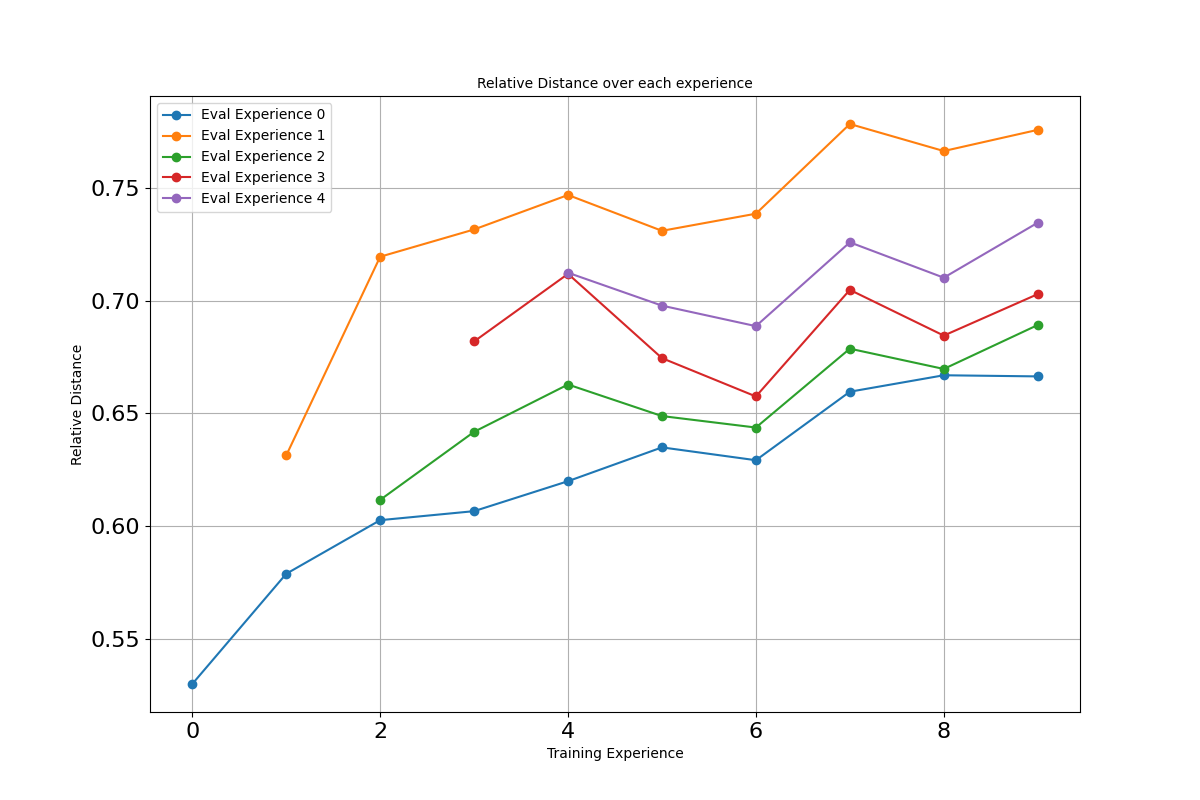 Relative Distance over each experience
Eval Experience 0
Eval Experience 1
Eval Experience 2
Eval Experience 3
Eval Experience 4
0.75
0.70
0.65
0.60
0.55
Relative Distance
0 2 4 6 8
Training Experience